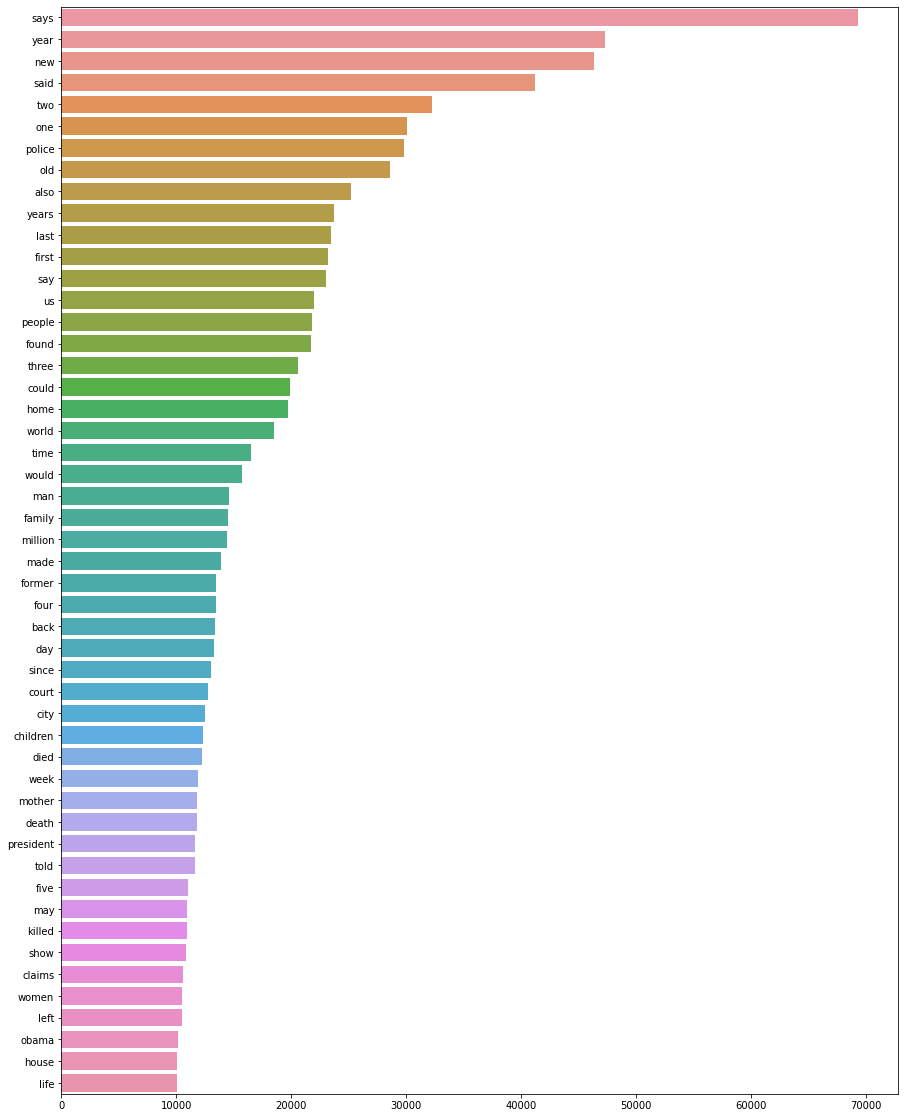 says
year
new
said
two
one
police
old
also
years
last
first
say
us
people
found
three
could
home
world
time
would
man
family
million
made
former
four
back
day
since
court
city
children
died
week
mother
death
president
told
five
may
killed
show
claims
women
left
obama
house
life
0 10000 20000 30000 40000 50000 60000 70000